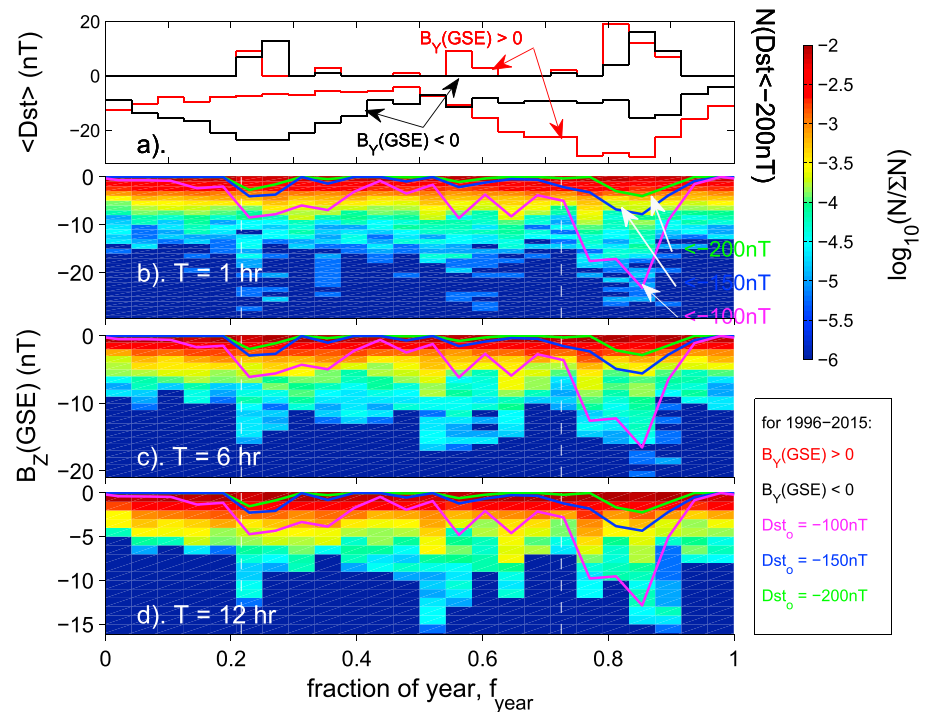 20
0
−20
<Dst> (nT)
B_Y(GSE) > 0
B_Y(GSE) < 0
a).
N(Dst<−200nT)
0
−10
−20
b). T = 1 hr
<−200nT
<−150nT
<−100nT
0
−10
−20
c). T = 6 hr
B_Z(GSE) (nT)
0
−5
−10
−15
d). T = 12 hr
0 0.2 0.4 0.6 0.8 1
fraction of year, f_year
−2
−2.5
−3
−3.5
−4
−4.5
−5
−5.5
−6
log_10(N/ΣN)
for 1996−2015:
B_Y(GSE) > 0
B_Y(GSE) < 0
Dst_o = −100nT
Dst_o = −150nT
Dst_o = −200nT